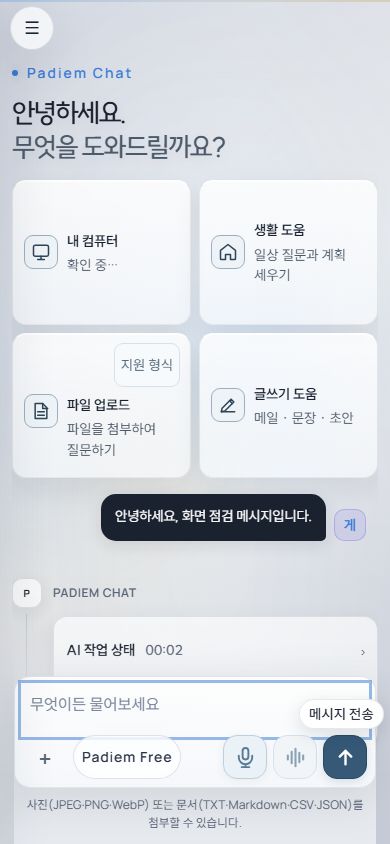 Padiem Chat
안녕하세요.
무엇을 도와드릴까요?
내 컴퓨터
확인 중…
생활 도움
일상 질문과 계획
세우기
지원 형식
파일 업로드
파일을 첨부하여
질문하기
글쓰기 도움
메일 · 문장 · 초안
안녕하세요, 화면 점검 메시지입니다.
게
P PADIEM CHAT
AI 작업 상태 00:02 ›
무엇이든 물어보세요
메시지 전송
+ Padiem Free
사진(JPEG·PNG·WebP) 또는 문서(TXT·Markdown·CSV·JSON)를
첨부할 수 있습니다.